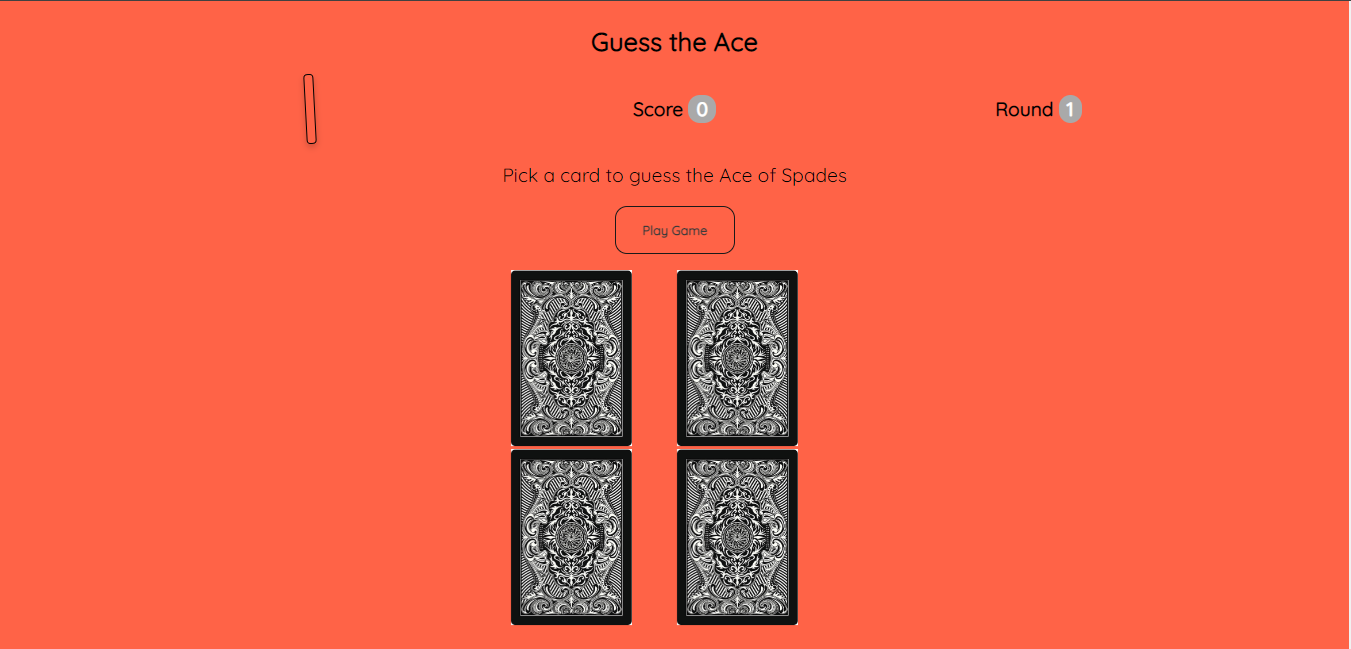 Guess the Ace
Score 0
Round 1
Pick a card to guess the Ace of Spades
Play Game